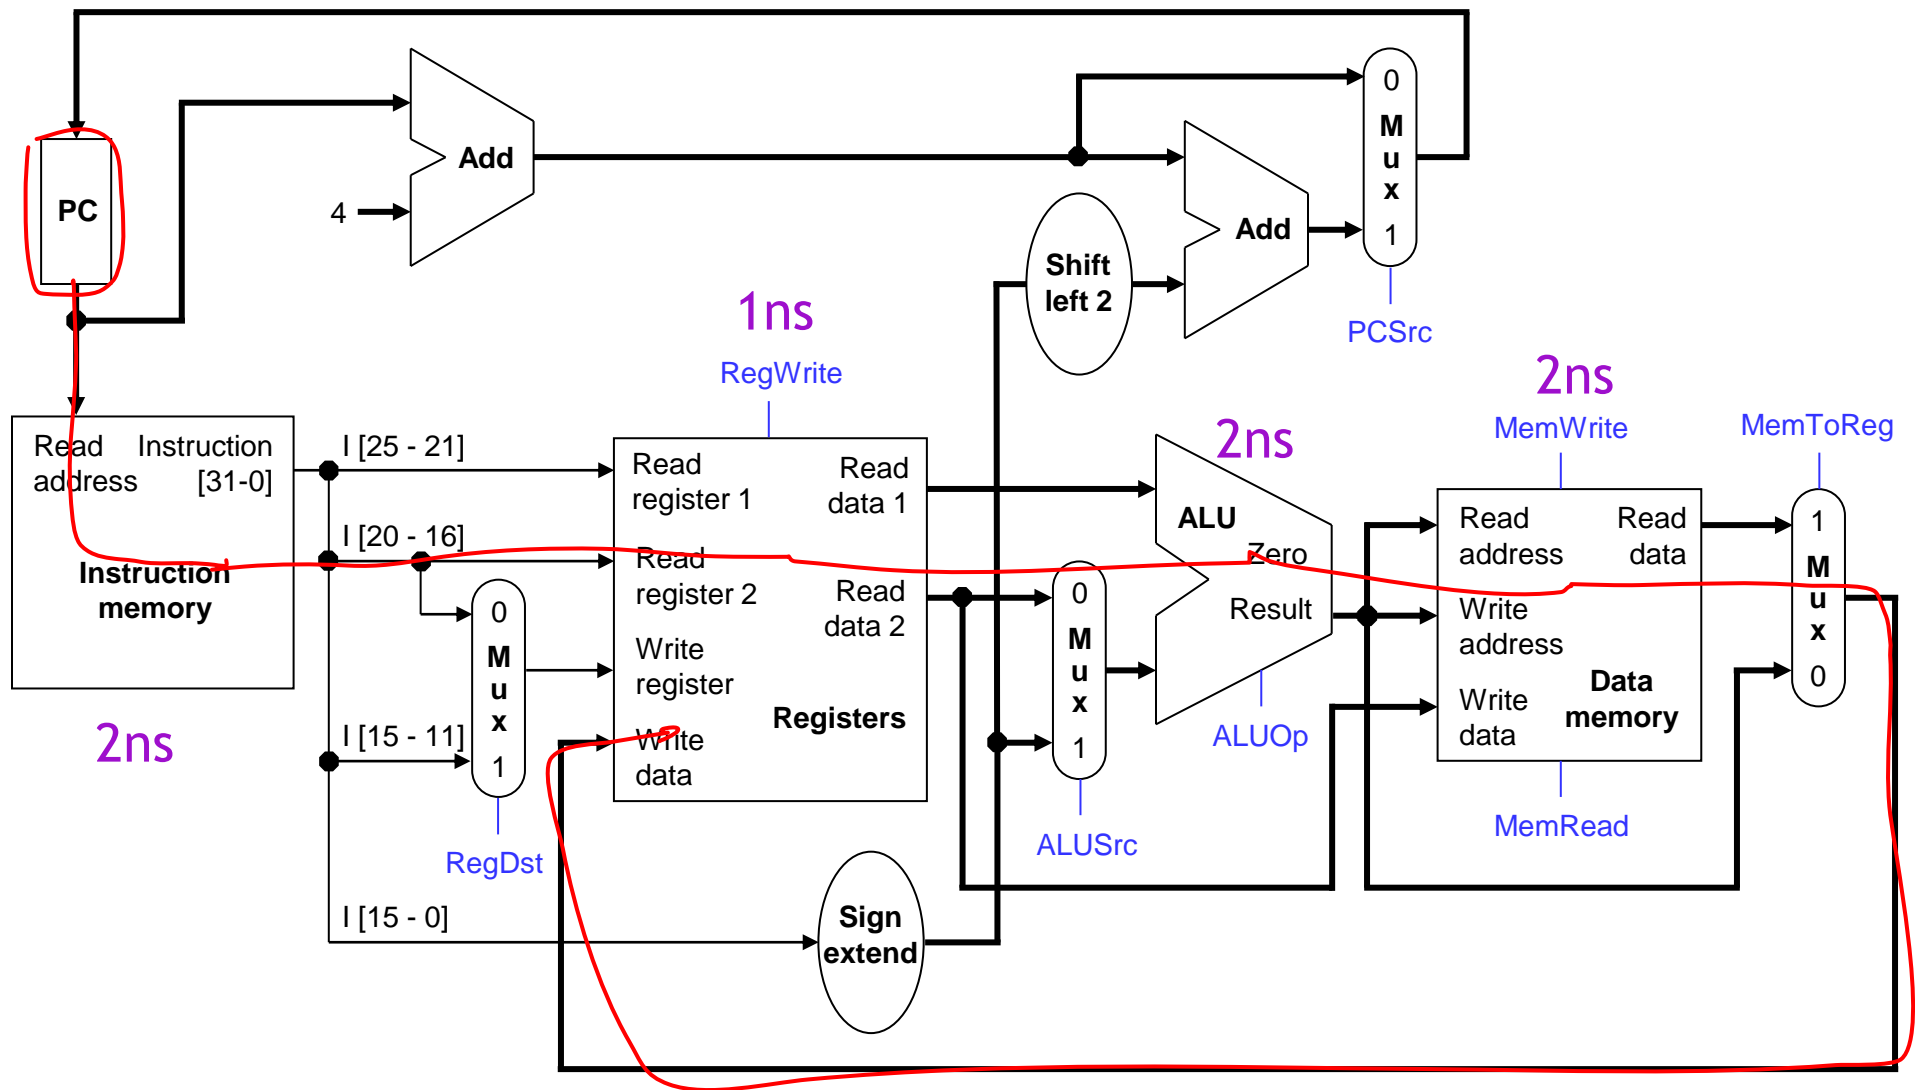 0
M
u
x
1
Add
PC
4
Add
Shift
left 2
PCSrc
1ns
RegWrite
2ns
MemWrite
MemToReg
2ns
Read
address
Instruction
[31-0]
Instruction
memory
2ns
I [25 - 21]
I [20 - 16]
I [15 - 11]
I [15 - 0]
0
M
u
x
1
RegDst
Read
register 1
Read
data 1
Read
register 2
Read
data 2
Write
register
Registers
Write
data
Sign
extend
0
M
u
x
1
ALUSrc
ALU
Zero
Result
ALUOp
Read
address
Read
data
Write
address
Data
memory
Write
data
MemRead
1
M
u
x
0